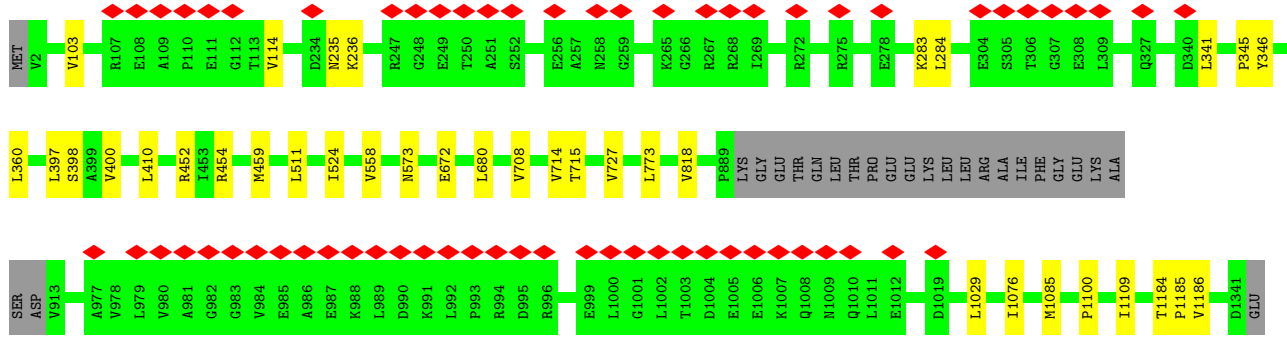 MET V2 V103 R107 E108 A109 P110 E111 G112 T113 V114 D234 N235 K236 R247 G248 E249 T250 A251 S252 E256 A257 N258 G259 K265 G266 R267 R268 I269 R272 R275 E278 K283 L284 E304 S305 T306 G307 E308 L309 Q327 D340 L341 P345 Y346
L360 L397 S398 A399 V400 L410 R452 I453 R454 M459 L511 I524 V558 N573 E672 L680 V708 V714 T715 V727 L773 V818 P889 LYS GLY GLU THR GLN LEU THR PRO GLU GLU LYS LEU LEU ARG ALA ILE PHE GLY GLU LYS ALA
SER ASP V913 A977 V978 L979 V980 A981 G982 G983 V984 E985 A986 E987 K988 L989 D990 K991 L992 P993 R994 D995 R996 E999 L1000 G1001 L1002 T1003 D1004 E1005 E1006 K1007 Q1008 N1009 Q1010 L1011 E1012 D1019 L1029 I1076 M1085 P1100 I1109 T1184 P1185 V1186 D1341 GLU